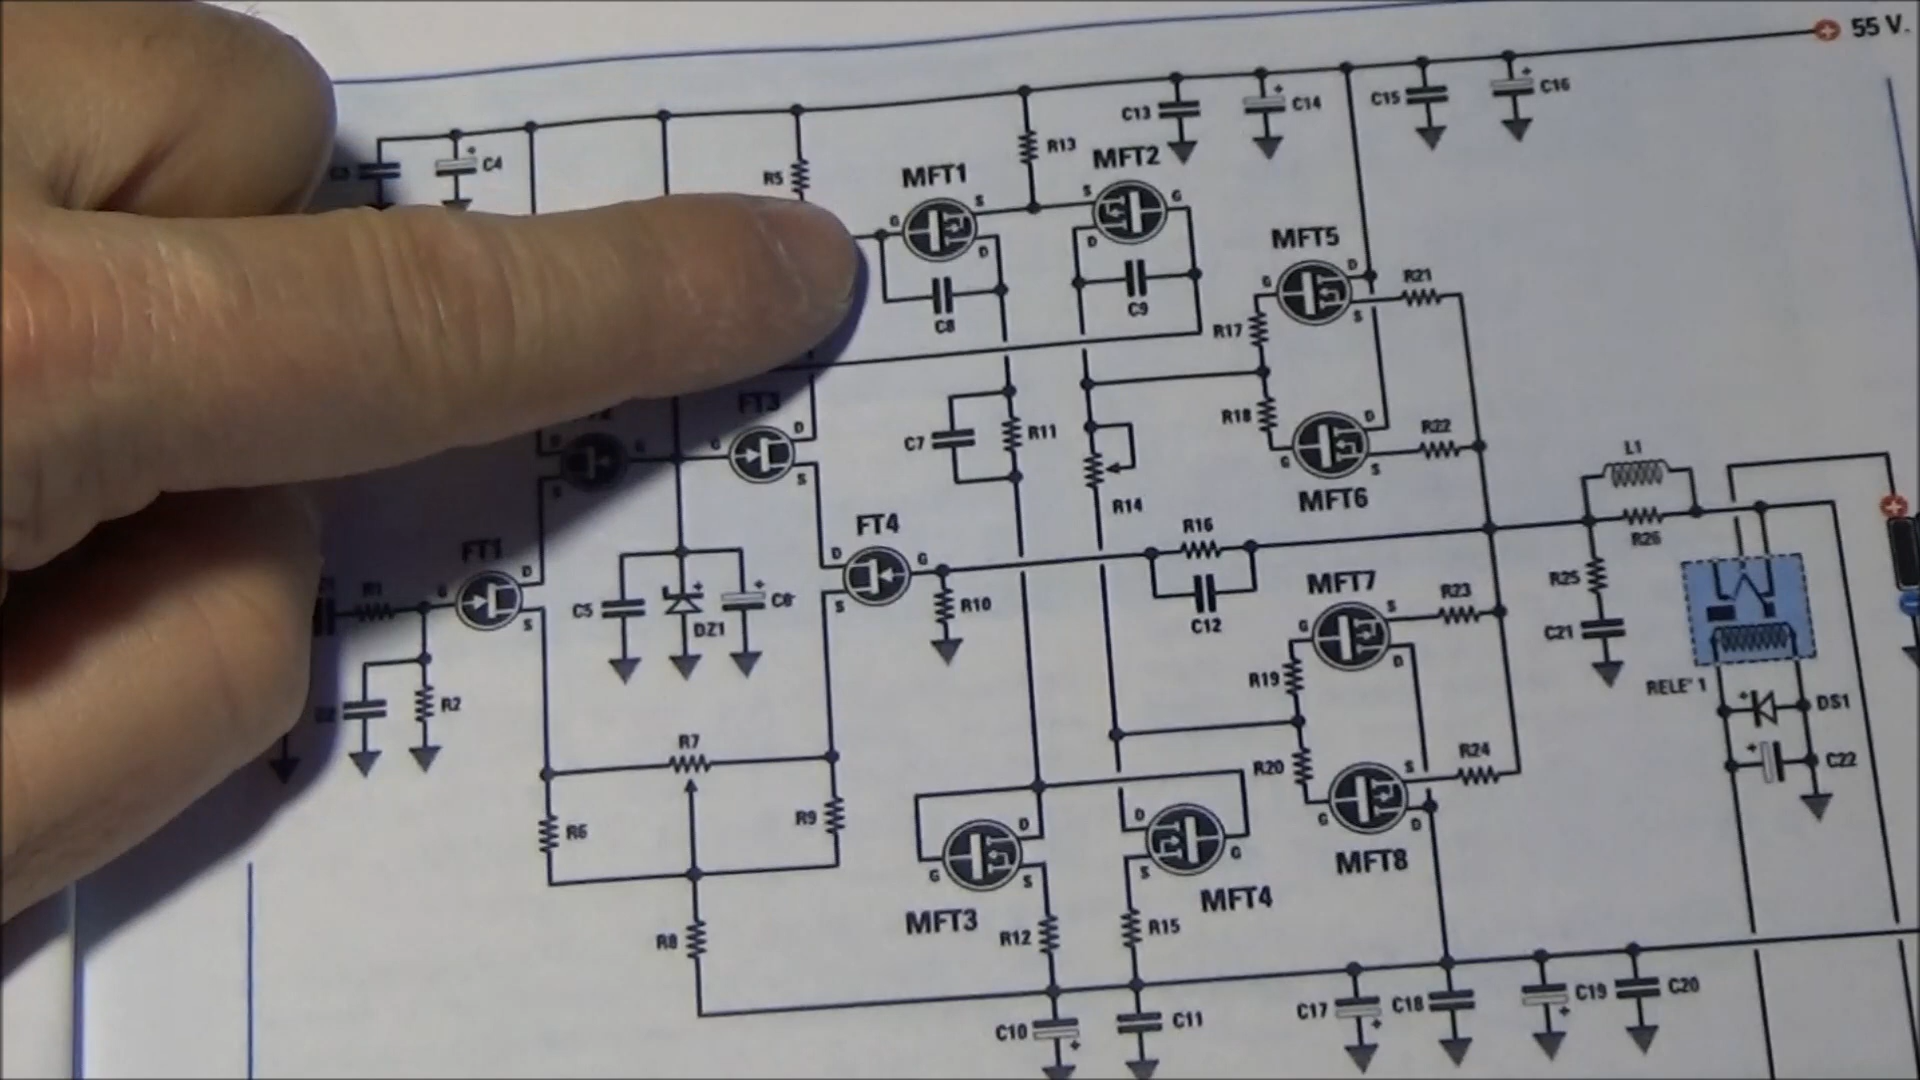 55 V.
C13
C14
C15
C16
C4
R13
MFT2
R5
MFT1
S
S
G
G
D
D
MFT5
D
R21
G
C8
C9
S
R17
FT3
D
G
S
C7
R11
R18
D
R22
G
S
MFT6
R14
L1
R26
FT4
D
G
S
R16
C12
FT1
D
G
S
R1
R10
C5
DZ1
C6
MFT7
S
R23
G
D
R25
C21
R2
R19
RELE' 1
DS1
R7
R20
S
R24
C22
R6
R9
D
D
G
D
G
S
S
G
MFT8
MFT3
MFT4
R8
R12
R15
C10
C11
C17
C18
C19
C20